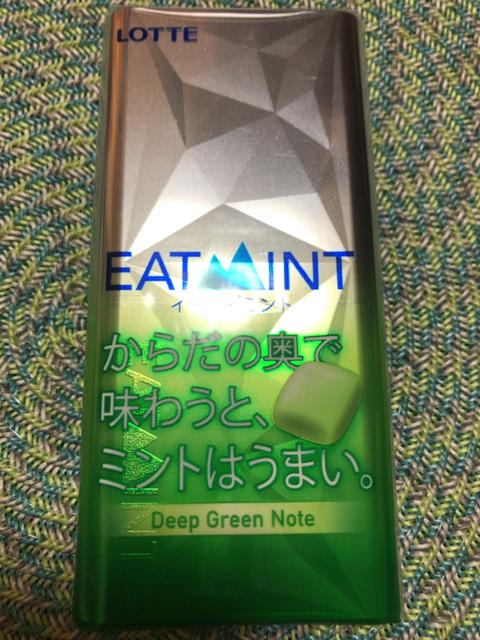 LOTTE
EATMINT
イートミント
からだの奥で
味わうと、
ミントはうまい。
Deep Green Note